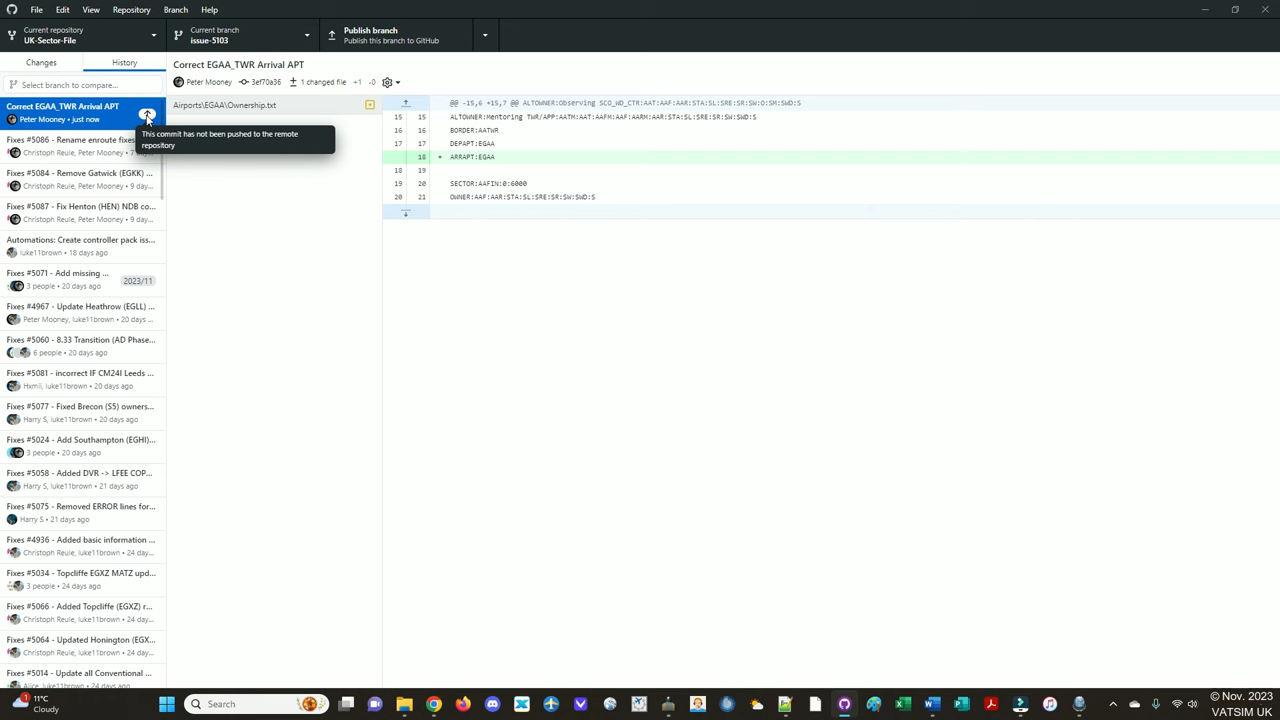 File Edit View Repository Branch Help
Current repository
UK-Sector-File
Current branch
issue-5103
Publish branch
Publish this branch to GitHub
Changes
History
Select branch to compare...
Correct EGAA_TWR Arrival APT
Peter Mooney 3ef70a36 1 changed file +1 -0
Correct EGAA_TWR Arrival APT
Peter Mooney • just now
This commit has not been pushed to the remote
repository
Fixes #5086 - Rename enroute fixes
Christoph Reule, Peter Mooney • 7
Fixes #5084 - Remove Gatwick (EGKK) ...
Christoph Reule, Peter Mooney • 9 day...
Fixes #5087 - Fix Henton (HEN) NDB co...
Christoph Reule, Peter Mooney • 9 day...
Automations: Create controller pack iss...
luke11brown • 18 days ago
Fixes #5071 - Add missing ...
3 people • 20 days ago
2023/11
Fixes #4967 - Update Heathrow (EGLL) ...
Peter Mooney, luke11brown • 20 days ...
Fixes #5060 - 8.33 Transition (AD Phase...
6 people • 20 days ago
Fixes #5081 - incorrect IF CM24I Leeds ...
Hxmii, luke11brown • 20 days ago
Fixes #5077 - Fixed Brecon (S5) owners...
Harry S, luke11brown • 20 days ago
Fixes #5024 - Add Southampton (EGHI)...
3 people • 20 days ago
Fixes #5058 - Added DVR -> LFEE COP...
Harry S, luke11brown • 21 days ago
Fixes #5075 - Removed ERROR lines for...
Harry S • 21 days ago
Fixes #4936 - Added basic information ...
Christoph Reule, luke11brown • 24 day...
Fixes #5034 - Topcliffe EGXZ MATZ upd...
3 people • 24 days ago
Fixes #5066 - Added Topcliffe (EGXZ) r...
Christoph Reule, luke11brown • 24 day...
Fixes #5064 - Updated Honington (EGX...
Christoph Reule, luke11brown • 24 day...
Fixes #5014 - Update all Conventional ...
Alice, luke11brown • 24 days ago
Airports\EGAA\Ownership.txt
@@ -15,6 +15,7 @@ ALTOWNER:Observing SCO_WD_CTR:AAT:AAF:AAR:STA:SL:SRE:SR:SW:O:SM:SWD:S
15 15 ALTOWNER:Mentoring TWR/APP:AATM:AAT:AAFM:AAF:AARM:AAR:STA:SL:SRE:SR:SW:SWD:S
16 16 BORDER:AATWR
17 17 DEPAPT:EGAA
18 + ARRAPT:EGAA
18 19
19 20 SECTOR:AAFIN:0:6000
20 21 OWNER:AAF:AAR:STA:SL:SRE:SR:SW:SWD:S
1
11°C
Cloudy
Search
© Nov. 2023
VATSIM UK